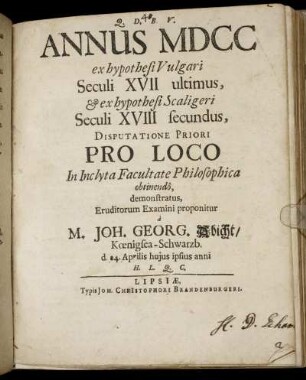 Q. D. B. V.
ANNUS MDCC
ex hypothesi Vulgari
Seculi XVII ultimus,
& ex hypothesi Scaligeri
Seculi XVIII secundus,
DISPUTATIONE PRIORI
PRO LOCO
In Inclyta Facultate Philosophica
obtinendô,
demonstratus,
Eruditorum Examini proponitur
â
M. JOH. GEORG. Abicht/
Kœnigsea-Schwarzb.
d 24. Aprilis hujus ipsius anni
H. L. Q. C.
LIPSIÆ,
Typis JOH. CHRISTOPHORI BRANDENBURGERI.